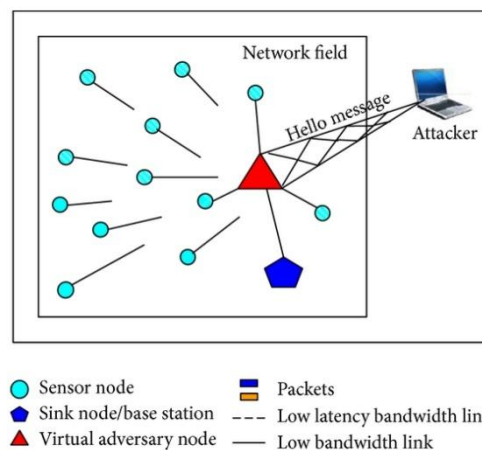 Network field
Hello message
Attacker
Sensor node
Sink node/base station
Virtual adversary node
Packets
Low latency bandwidth lin
Low bandwidth link